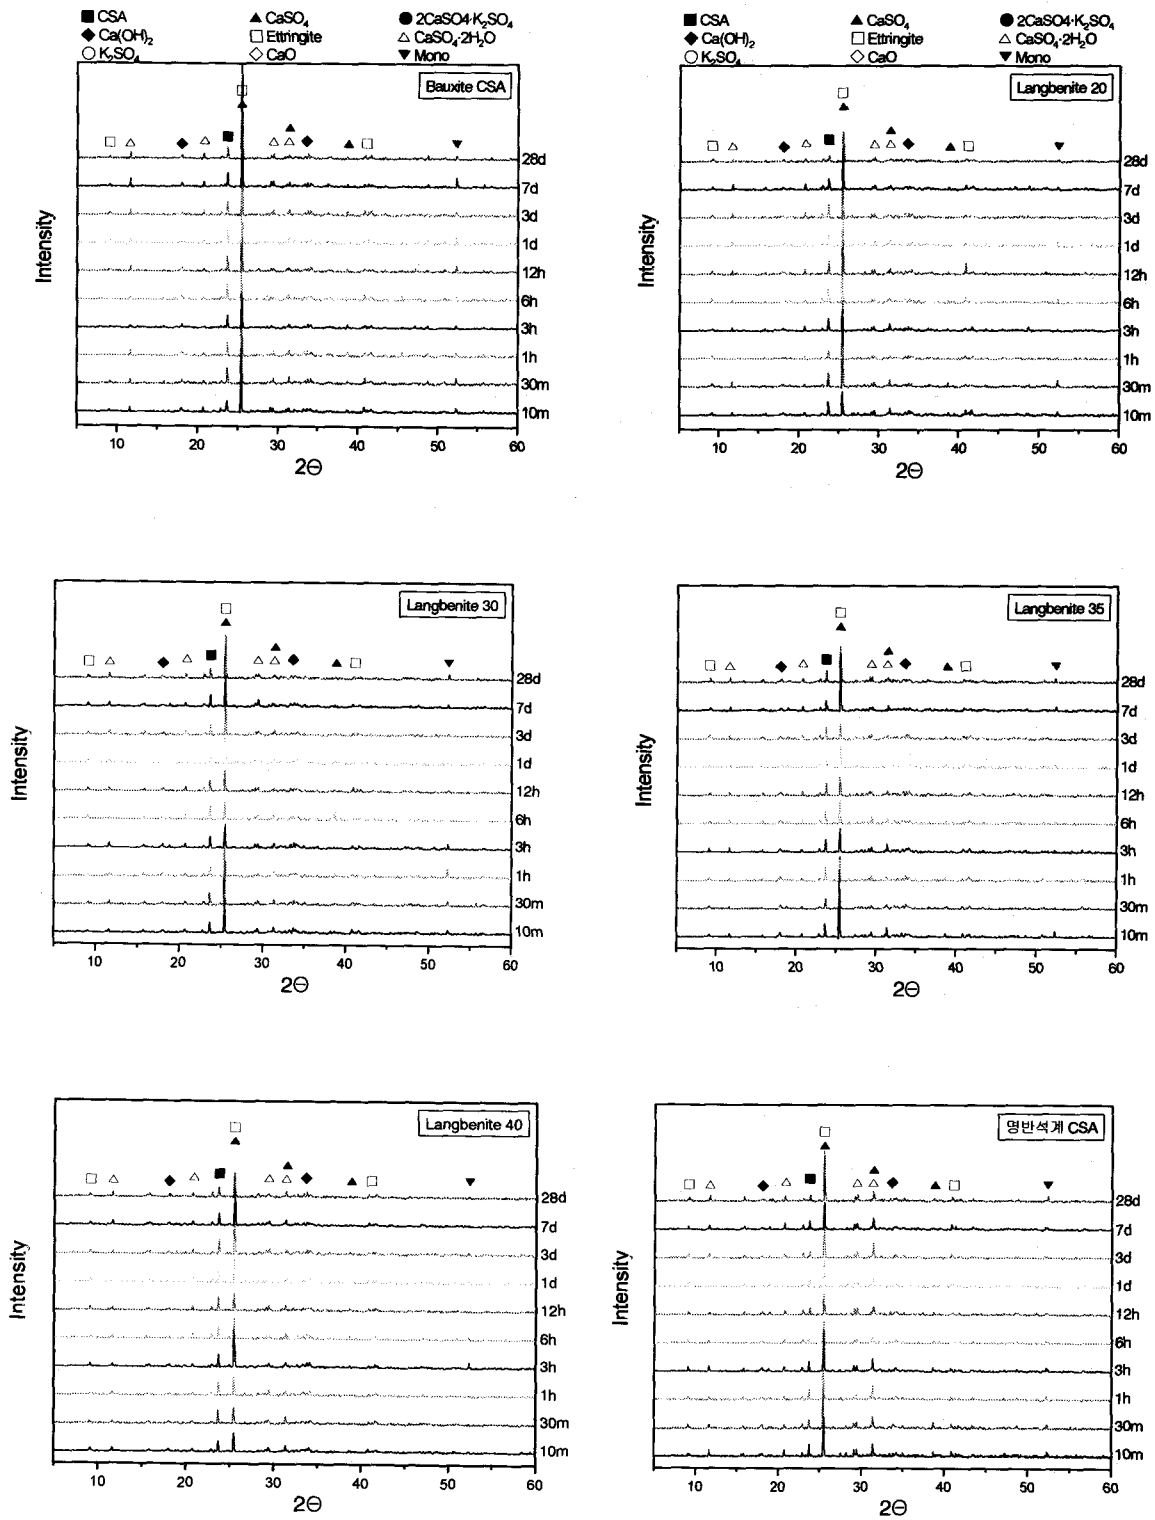 ■ CSA ▲ CaSO₄ ● 2CaSO4·K₂SO₄
◆ Ca(OH)₂ □ Ettringite △ CaSO₄·2H₂O
○ K₂SO₄ ◇ CaO ▼ Mono
Bauxite CSA
Intensity
28d
7d
3d
1d
12h
6h
3h
1h
30m
10m
10 20 30 40 50 60
2Θ
■ CSA ▲ CaSO₄ ● 2CaSO4·K₂SO₄
◆ Ca(OH)₂ □ Ettringite △ CaSO₄·2H₂O
○ K₂SO₄ ◇ CaO ▼ Mono
Langbenite 20
Intensity
28d
7d
3d
1d
12h
6h
3h
1h
30m
10m
10 20 30 40 50 60
2Θ
Langbenite 30
Intensity
28d
7d
3d
1d
12h
6h
3h
1h
30m
10m
10 20 30 40 50 60
2Θ
Langbenite 35
Intensity
28d
7d
3d
1d
12h
6h
3h
1h
30m
10m
10 20 30 40 50 60
2Θ
Langbenite 40
Intensity
28d
7d
3d
1d
12h
6h
3h
1h
30m
10m
10 20 30 40 50 60
2Θ
명반석계 CSA
Intensity
28d
7d
3d
1d
12h
6h
3h
1h
30m
10m
10 20 30 40 50 60
2Θ